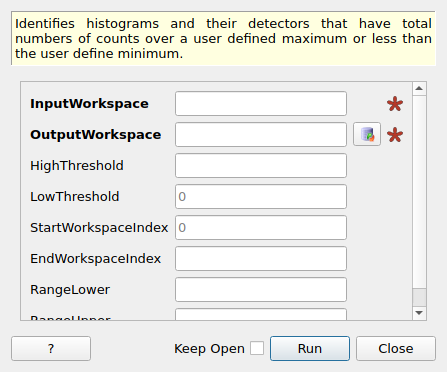 Identifies histograms and their detectors that have total
numbers of counts over a user defined maximum or less than
the user define minimum.
InputWorkspace
OutputWorkspace
HighThreshold
LowThreshold 0
StartWorkspaceIndex 0
EndWorkspaceIndex
RangeLower
RangeUpper
? Keep Open Run Close